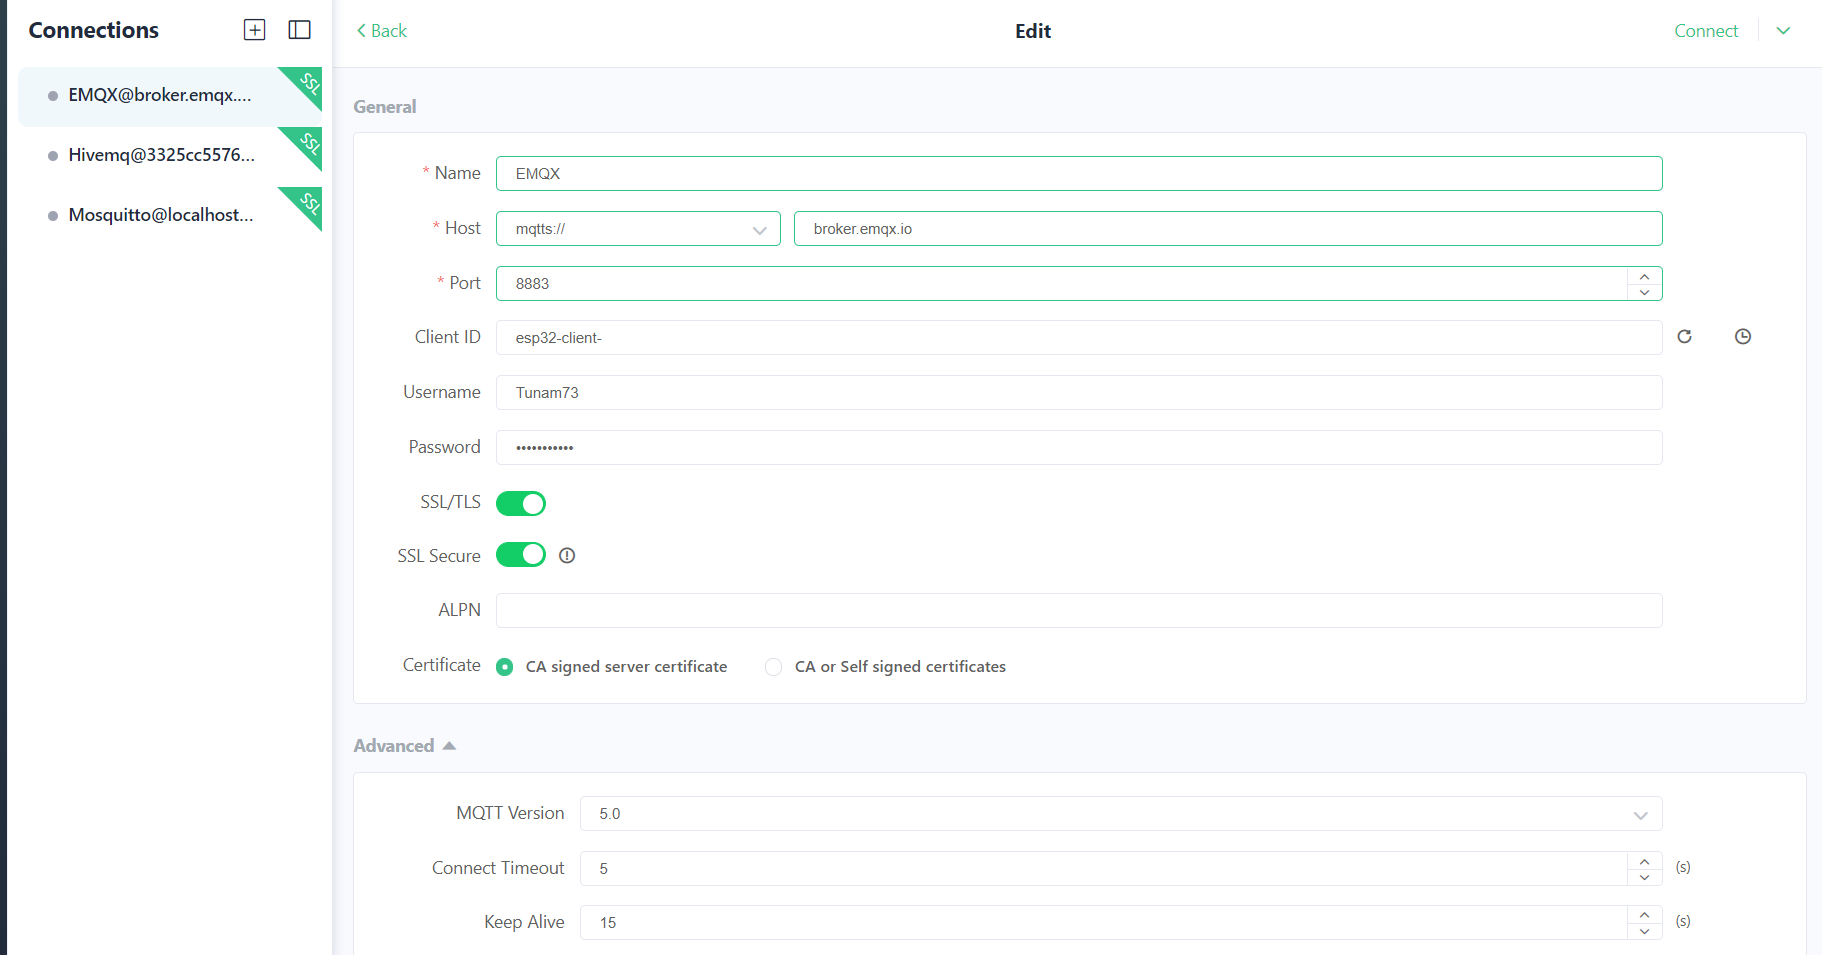 Connections
EMQX@broker.emqx....
SSL
Hivemq@3325cc5576...
SSL
Mosquitto@localhost...
SSL
Back
Edit
Connect
General
* Name
EMQX
* Host
mqtts://
broker.emqx.io
* Port
8883
Client ID
esp32-client-
Username
Tunam73
Password
•••••••••••
SSL/TLS
SSL Secure
ALPN
Certificate
CA signed server certificate
CA or Self signed certificates
Advanced
MQTT Version
5.0
Connect Timeout
5
(s)
Keep Alive
15
(s)